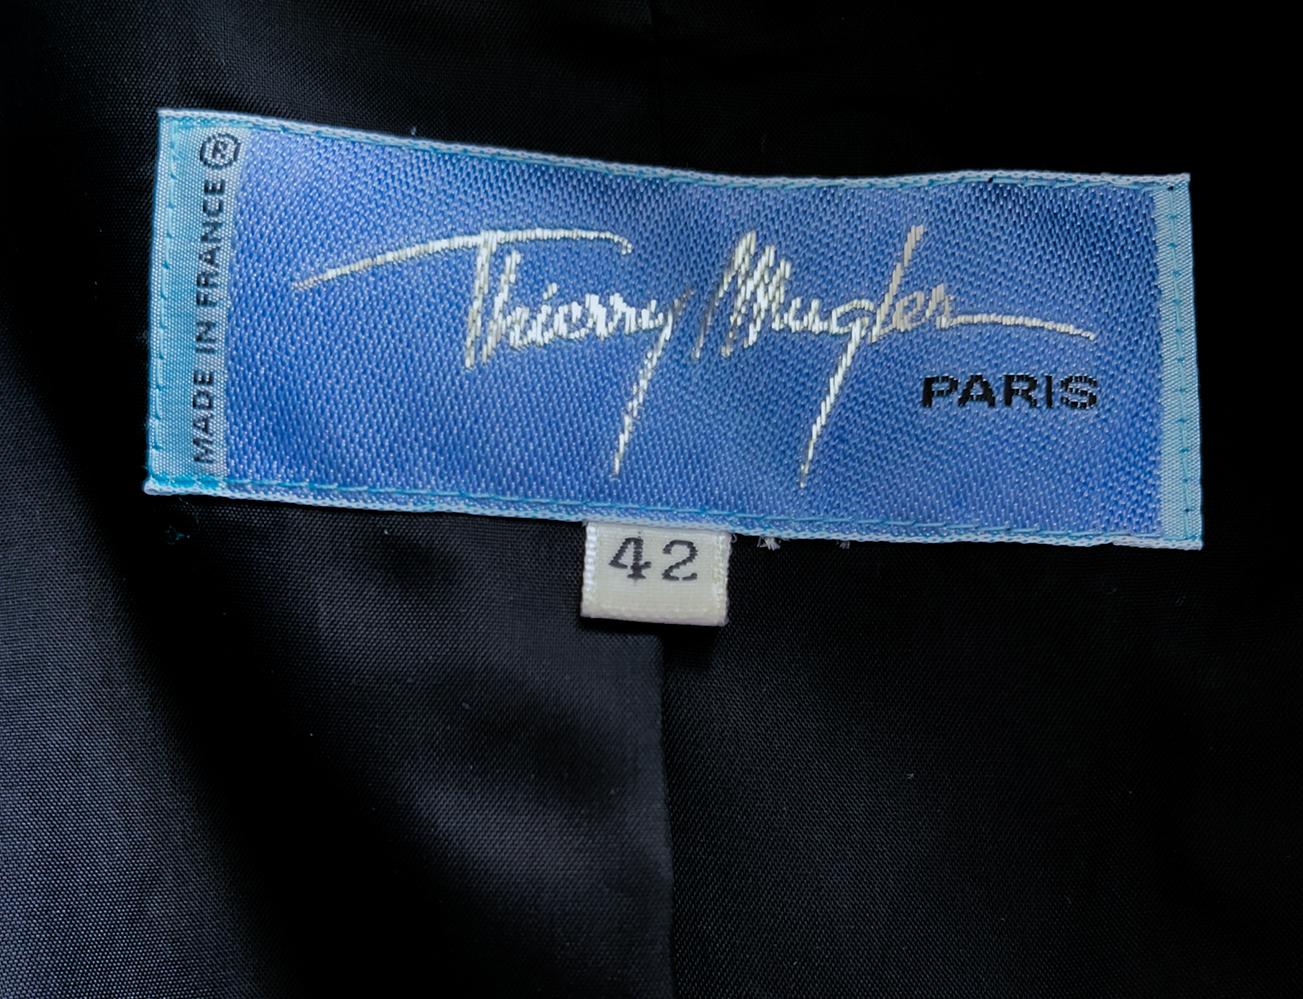 MADE IN FRANCE ®
Thierry Mugler
PARIS
42